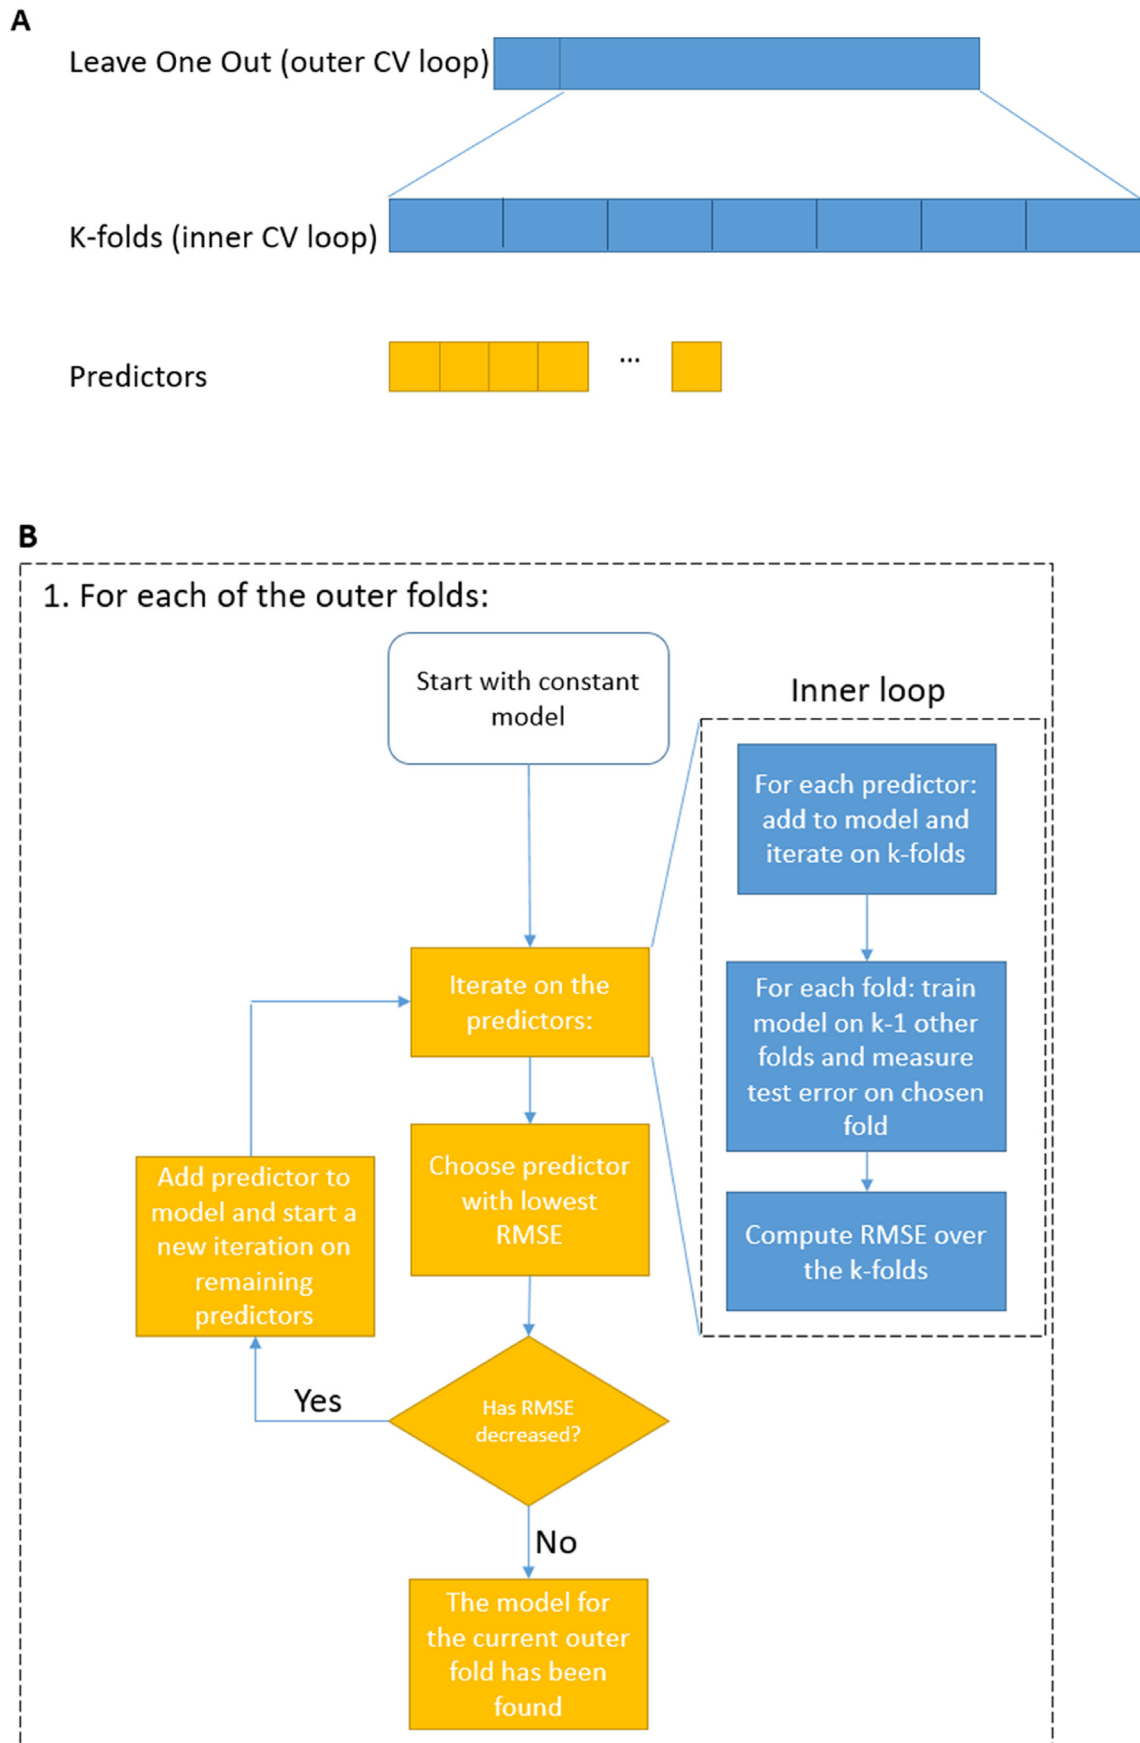 A
Leave One Out (outer CV loop)
K-folds (inner CV loop)
Predictors
...
B
1. For each of the outer folds:
Start with constant
model
Inner loop
For each predictor:
add to model and
iterate on k-folds
Iterate on the
predictors:
For each fold: train
model on k-1 other
folds and measure
test error on chosen
fold
Choose predictor
with lowest
RMSE
Add predictor to
model and start a
new iteration on
remaining
predictors
Compute RMSE over
the k-folds
Has RMSE
decreased?
Yes
No
The model for
the current outer
fold has been
found